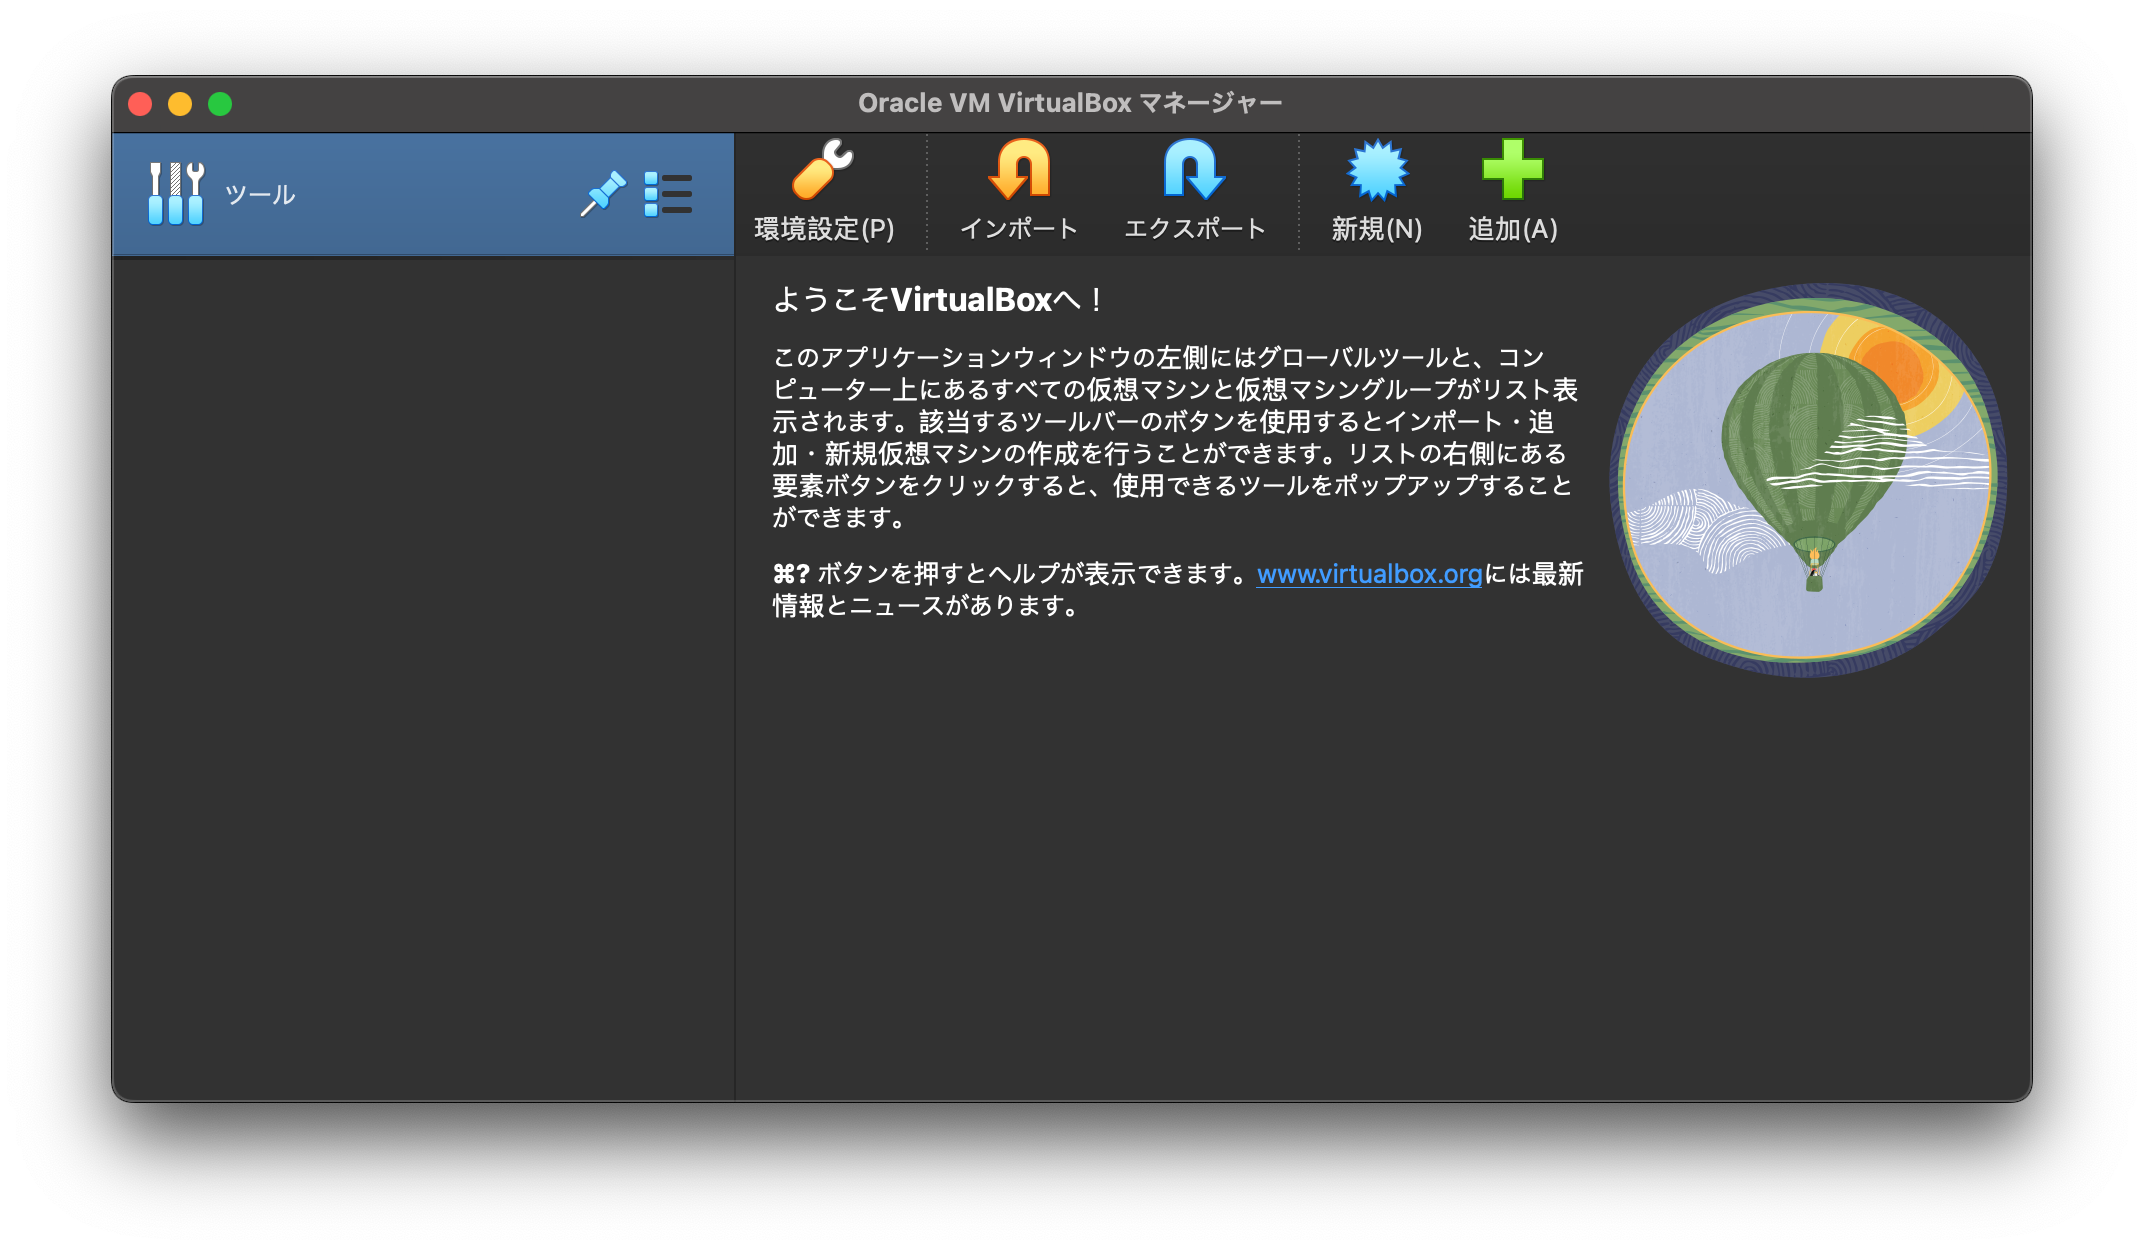 Oracle VM VirtualBox マネージャー
ツール
環境設定(P)
インポート
エクスポート
新規(N)
追加(A)
ようこそVirtualBoxへ！
このアプリケーションウィンドウの左側にはグローバルツールと、コン
ピューター上にあるすべての仮想マシンと仮想マシングループがリスト表
示されます。該当するツールバーのボタンを使用するとインポート・追
加・新規仮想マシンの作成を行うことができます。リストの右側にある
要素ボタンをクリックすると、使用できるツールをポップアップすること
ができます。
⌘? ボタンを押すとヘルプが表示できます。www.virtualbox.orgには最新
情報とニュースがあります。